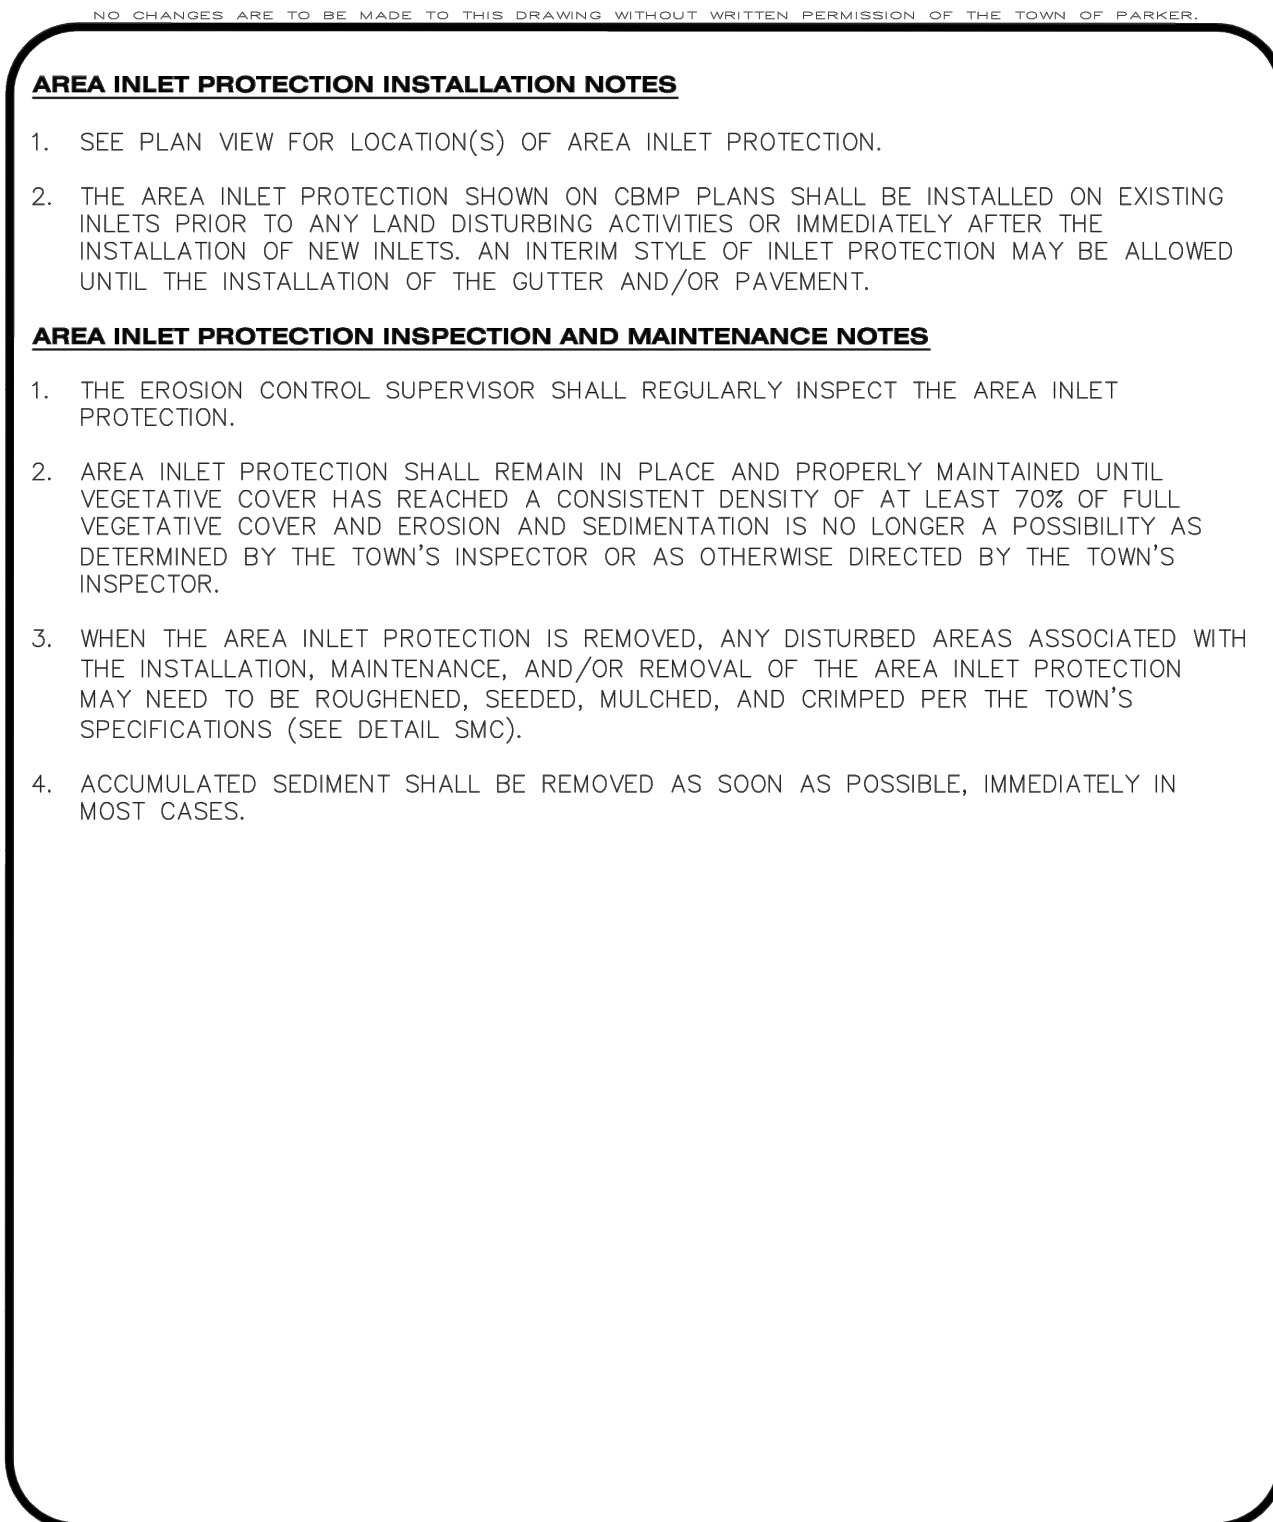 NO CHANGES ARE TO BE MADE TO THIS DRAWING WITHOUT WRITTEN PERMISSION OF THE TOWN OF PARKER.
AREA INLET PROTECTION INSTALLATION NOTES
1. SEE PLAN VIEW FOR LOCATION(S) OF AREA INLET PROTECTION.
2. THE AREA INLET PROTECTION SHOWN ON CBMP PLANS SHALL BE INSTALLED ON EXISTING
INLETS PRIOR TO ANY LAND DISTURBING ACTIVITIES OR IMMEDIATELY AFTER THE
INSTALLATION OF NEW INLETS. AN INTERIM STYLE OF INLET PROTECTION MAY BE ALLOWED
UNTIL THE INSTALLATION OF THE GUTTER AND/OR PAVEMENT.
AREA INLET PROTECTION INSPECTION AND MAINTENANCE NOTES
1. THE EROSION CONTROL SUPERVISOR SHALL REGULARLY INSPECT THE AREA INLET
PROTECTION.
2. AREA INLET PROTECTION SHALL REMAIN IN PLACE AND PROPERLY MAINTAINED UNTIL
VEGETATIVE COVER HAS REACHED A CONSISTENT DENSITY OF AT LEAST 70% OF FULL
VEGETATIVE COVER AND EROSION AND SEDIMENTATION IS NO LONGER A POSSIBILITY AS
DETERMINED BY THE TOWN'S INSPECTOR OR AS OTHERWISE DIRECTED BY THE TOWN'S
INSPECTOR.
3. WHEN THE AREA INLET PROTECTION IS REMOVED, ANY DISTURBED AREAS ASSOCIATED WITH
THE INSTALLATION, MAINTENANCE, AND/OR REMOVAL OF THE AREA INLET PROTECTION
MAY NEED TO BE ROUGHENED, SEEDED, MULCHED, AND CRIMPED PER THE TOWN'S
SPECIFICATIONS (SEE DETAIL SMC).
4. ACCUMULATED SEDIMENT SHALL BE REMOVED AS SOON AS POSSIBLE, IMMEDIATELY IN
MOST CASES.